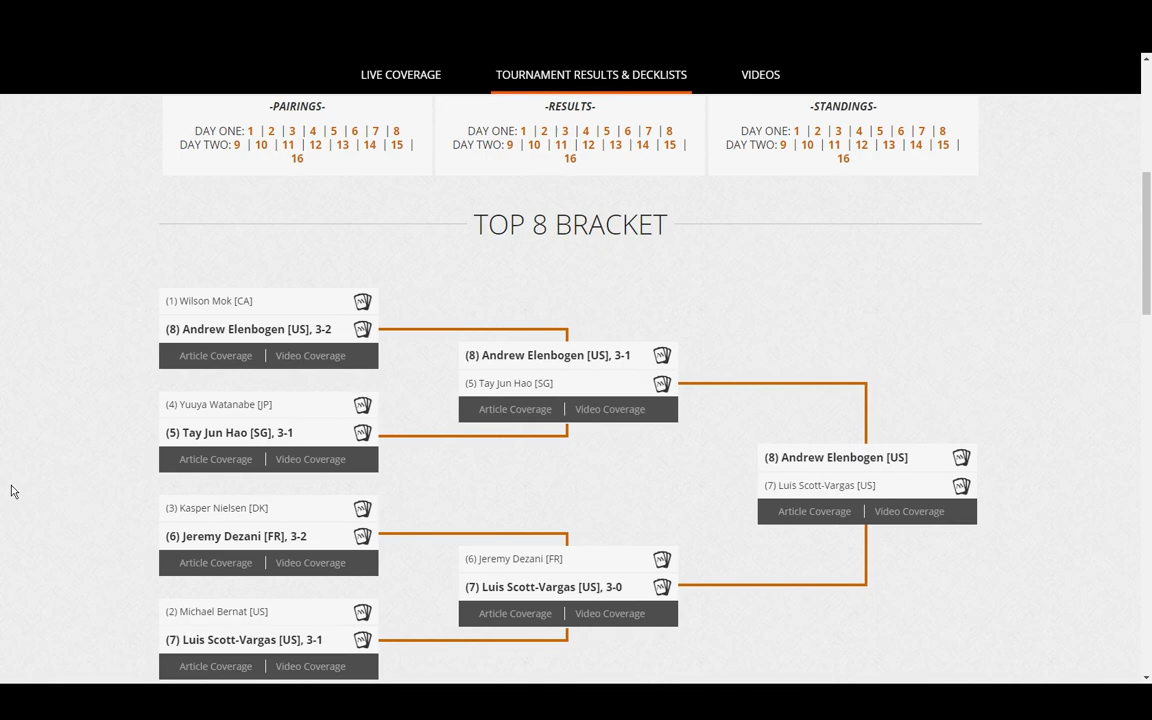 LIVE COVERAGE
TOURNAMENT RESULTS & DECKLISTS
VIDEOS
-PAIRINGS-
DAY ONE: 1 | 2 | 3 | 4 | 5 | 6 | 7 | 8
DAY TWO: 9 | 10 | 11 | 12 | 13 | 14 | 15 |
16
-RESULTS-
DAY ONE: 1 | 2 | 3 | 4 | 5 | 6 | 7 | 8
DAY TWO: 9 | 10 | 11 | 12 | 13 | 14 | 15 |
16
-STANDINGS-
DAY ONE: 1 | 2 | 3 | 4 | 5 | 6 | 7 | 8
DAY TWO: 9 | 10 | 11 | 12 | 13 | 14 | 15 |
16
TOP 8 BRACKET
(1) Wilson Mok [CA]
(8) Andrew Elenbogen [US], 3-2
Article Coverage | Video Coverage
(4) Yuuya Watanabe [JP]
(5) Tay Jun Hao [SG], 3-1
Article Coverage | Video Coverage
(3) Kasper Nielsen [DK]
(6) Jeremy Dezani [FR], 3-2
Article Coverage | Video Coverage
(2) Michael Bernat [US]
(7) Luis Scott-Vargas [US], 3-1
Article Coverage | Video Coverage
(8) Andrew Elenbogen [US], 3-1
(5) Tay Jun Hao [SG]
Article Coverage | Video Coverage
(6) Jeremy Dezani [FR]
(7) Luis Scott-Vargas [US], 3-0
Article Coverage | Video Coverage
(8) Andrew Elenbogen [US]
(7) Luis Scott-Vargas [US]
Article Coverage | Video Coverage